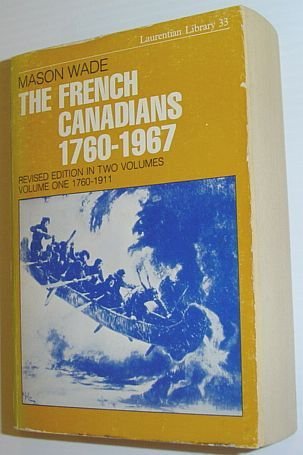 Laurentian Library 33
MASON WADE
THE FRENCH
CANADIANS
1760-1967
REVISED EDITION IN TWO VOLUMES
VOLUME ONE 1760-1911